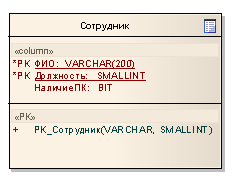 Сотрудник
«column»
*PK ФИО: VARCHAR(200)
*PK Должность: SMALLINT
НаличиеПК: BIT
«PK»
+ PK_Сотрудник(VARCHAR, SMALLINT)